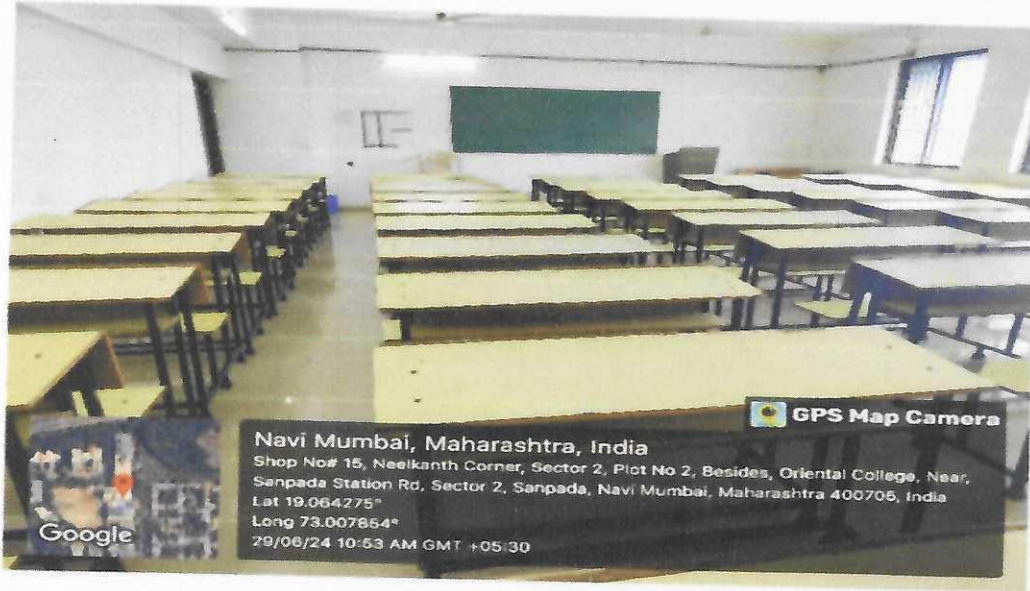 GPS Map Camera
Navi Mumbai, Maharashtra, India
Shop No# 15, Neelkanth Corner, Sector 2, Plot No 2, Besides, Oriental College, Near,
Sanpada Station Rd, Sector 2, Sanpada, Navi Mumbai, Maharashtra 400705, India
Lat 19.064275°
Long 73.007854°
29/06/24 10:53 AM GMT +05:30
Google